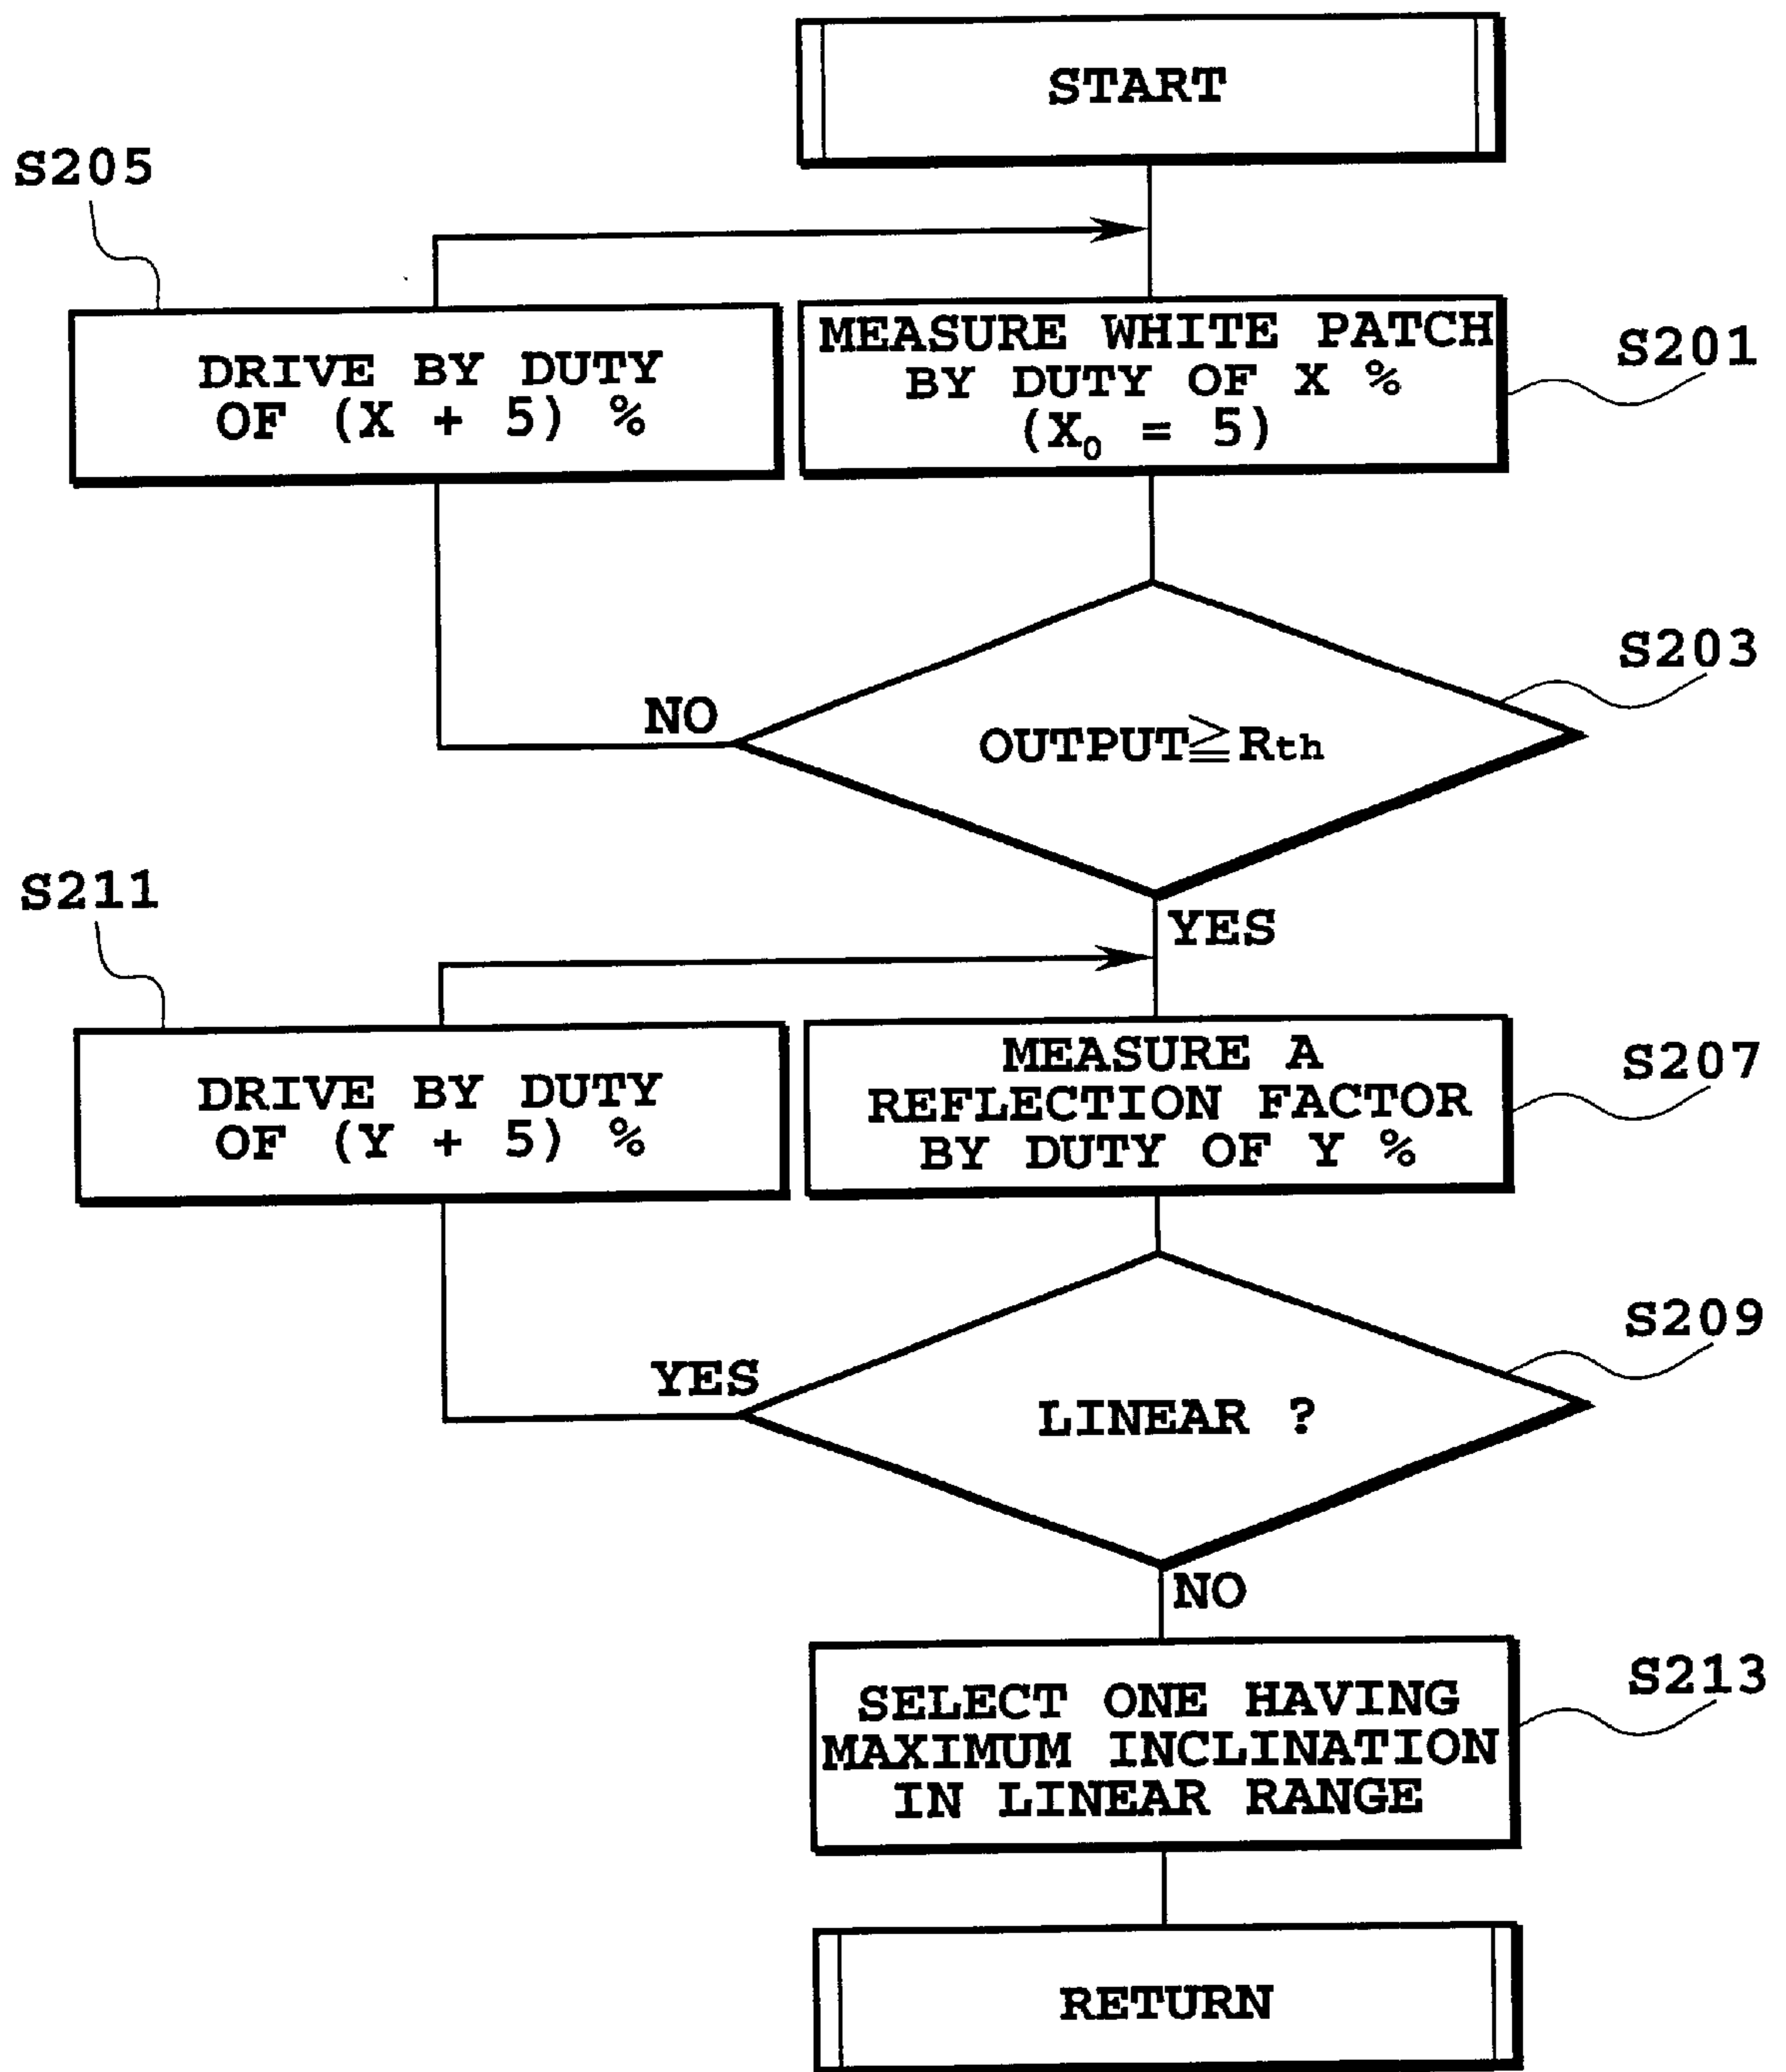 START
S205
DRIVE BY DUTY
OF (X + 5) %
MEASURE WHITE PATCH
BY DUTY OF X %
(X₀ = 5)
S201
S203
NO
OUTPUT≧Rth
YES
S211
DRIVE BY DUTY
OF (Y + 5) %
MEASURE A
REFLECTION FACTOR
BY DUTY OF Y %
S207
S209
YES
LINEAR ?
NO
SELECT ONE HAVING
MAXIMUM INCLINATION
IN LINEAR RANGE
S213
RETURN